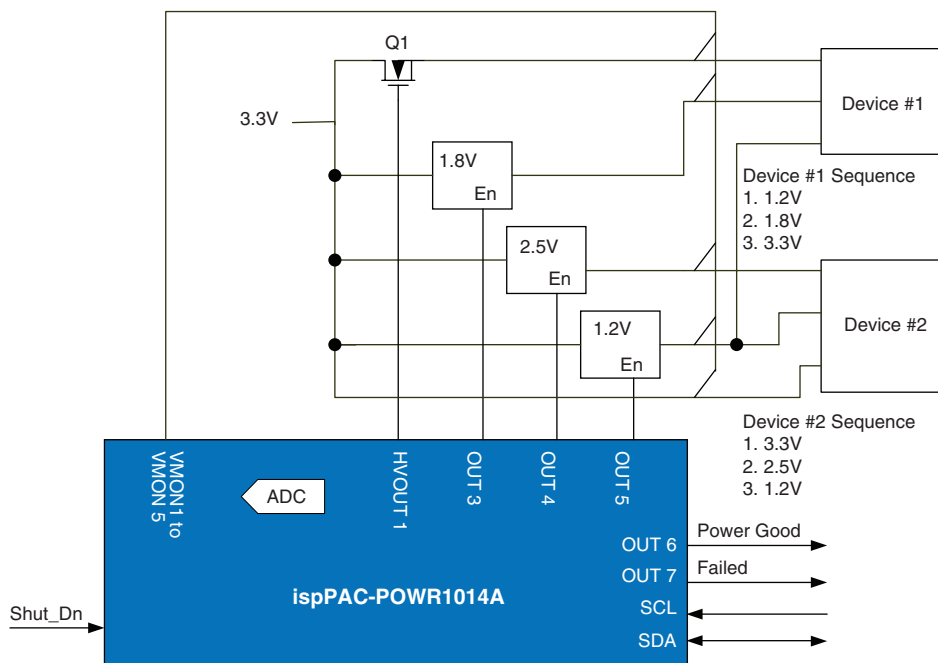 Q1
3.3V
Device #1
1.8V
En
Device #1 Sequence
1. 1.2V
2. 1.8V
3. 3.3V
2.5V
En
1.2V
En
Device #2
Device #2 Sequence
1. 3.3V
2. 2.5V
3. 1.2V
VMON1 to
VMON 5
ADC
HVOUT 1
OUT 3
OUT 4
OUT 5
OUT 6
Power Good
OUT 7
Failed
ispPAC-POWR1014A
SCL
Shut_Dn
SDA